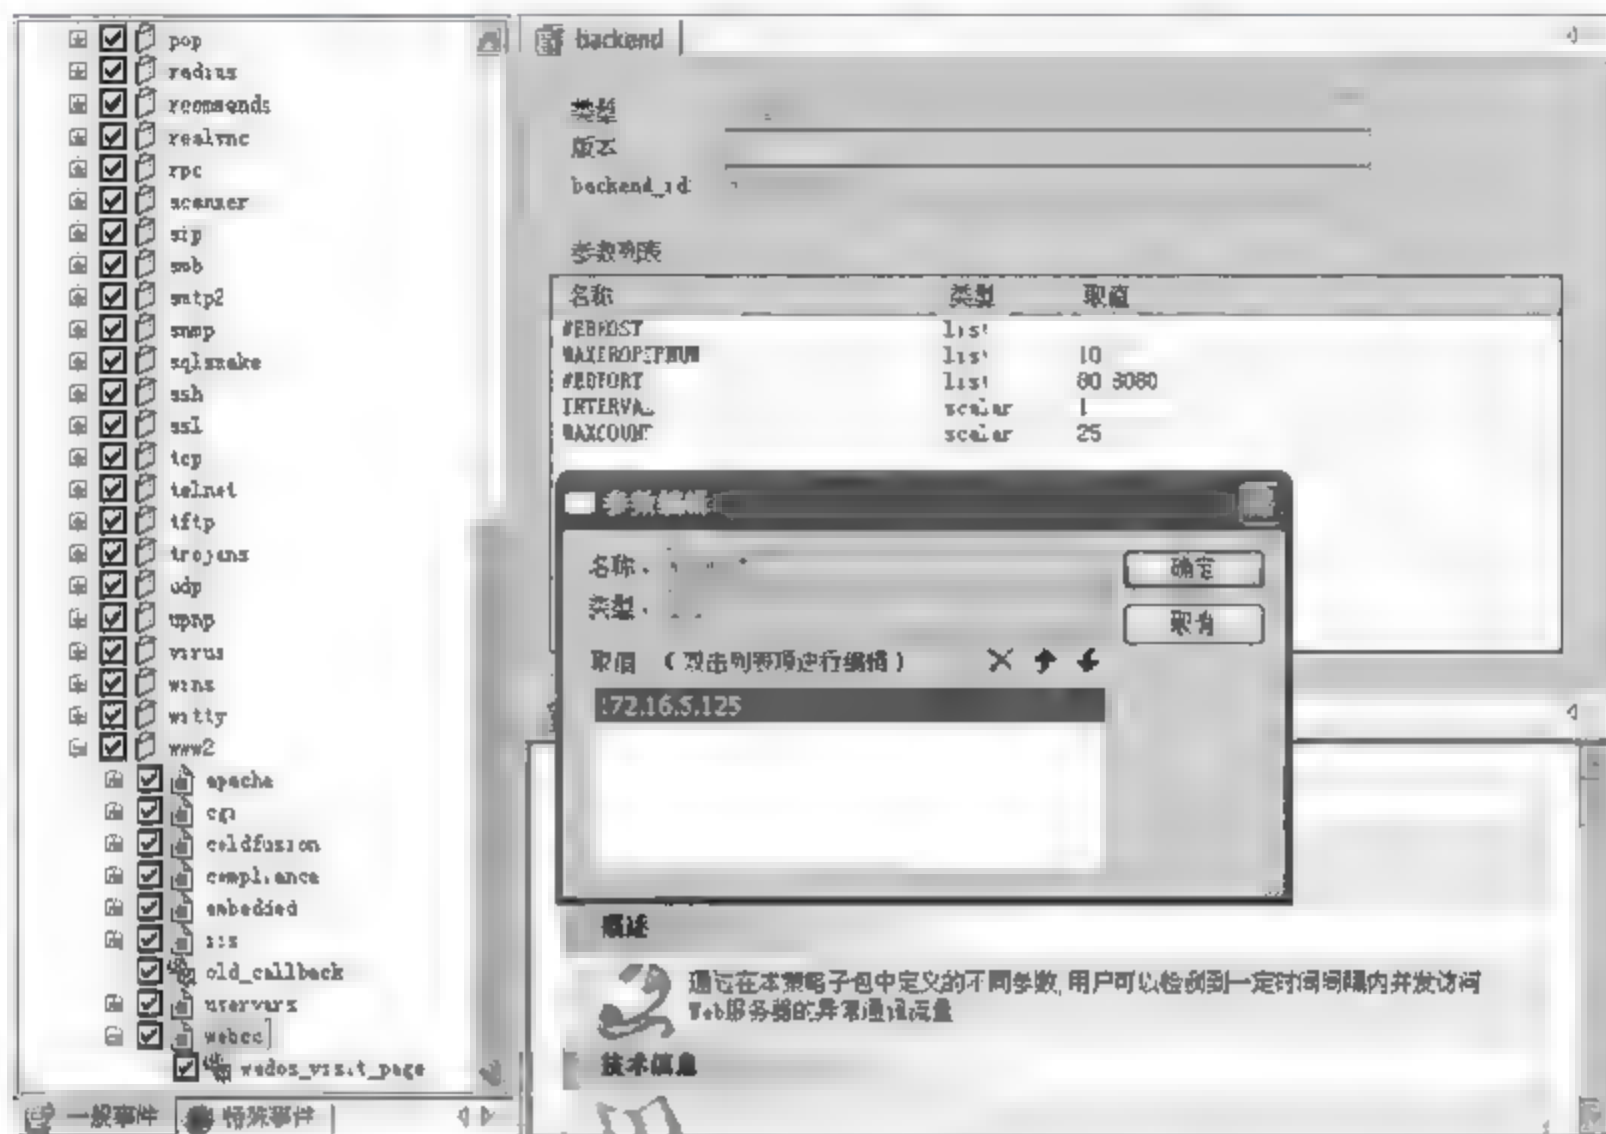 pop
radius
rcommands
realvnc
rpc
scanner
sip
smb
smtp2
snmp
sqlsnake
ssh
ssl
tcp
telnet
tftp
trojans
udp
upnp
virus
wins
witty
www2
apache
cgi
coldfusion
compliance
embedded
iis
old_callback
uservars
webcc
wedos_visit_page
一般事件
特殊事件
backend
类型
版本
backend_id
参数列表
名称 类型 取值
WEBHOST list
list 10
WEBPORT list 80 8080
INTERVAL scalar 1
MAXCOUNT scalar 25
参数编辑
名称：
类型：
确定
取消
取值 (双击列表项进行编辑)
172.16.5.125
概述
通过在本策略子包中定义的不同参数,用户可以检测到一定时间间隔内并发访问
Web服务器的异常通讯流量
技术信息